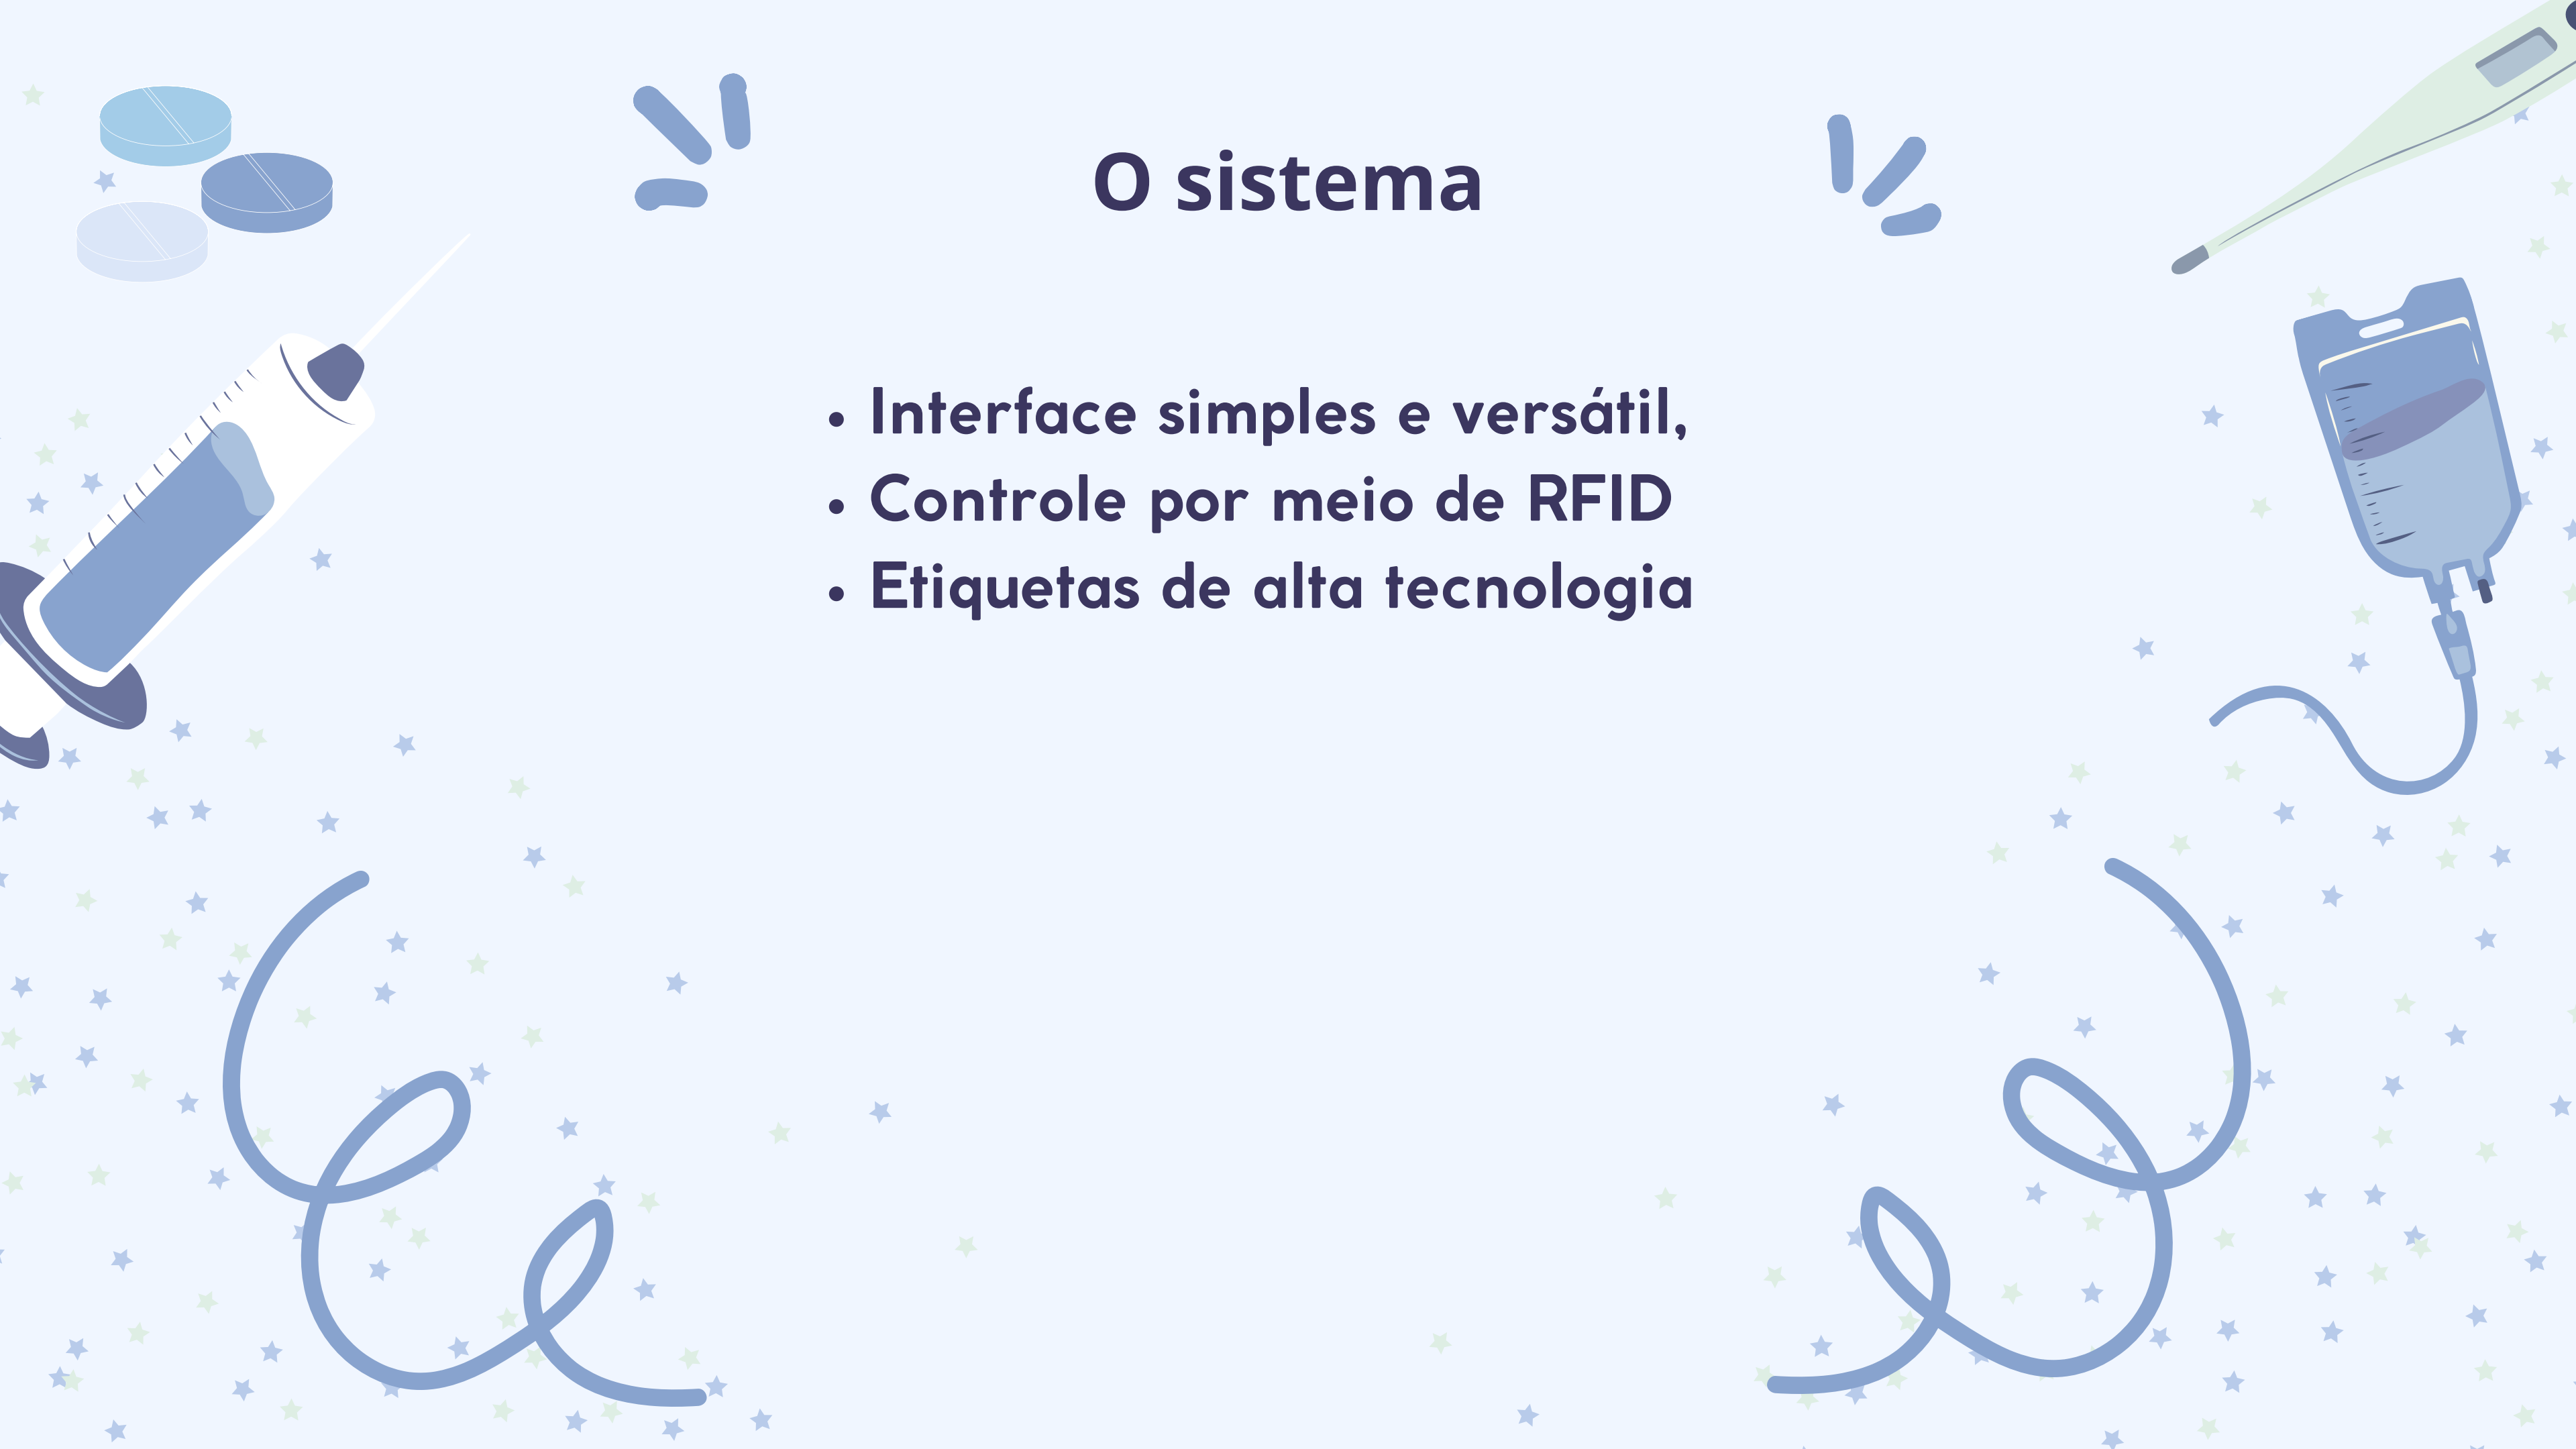 O sistema
• Interface simples e versátil,
• Controle por meio de RFID
• Etiquetas de alta tecnologia